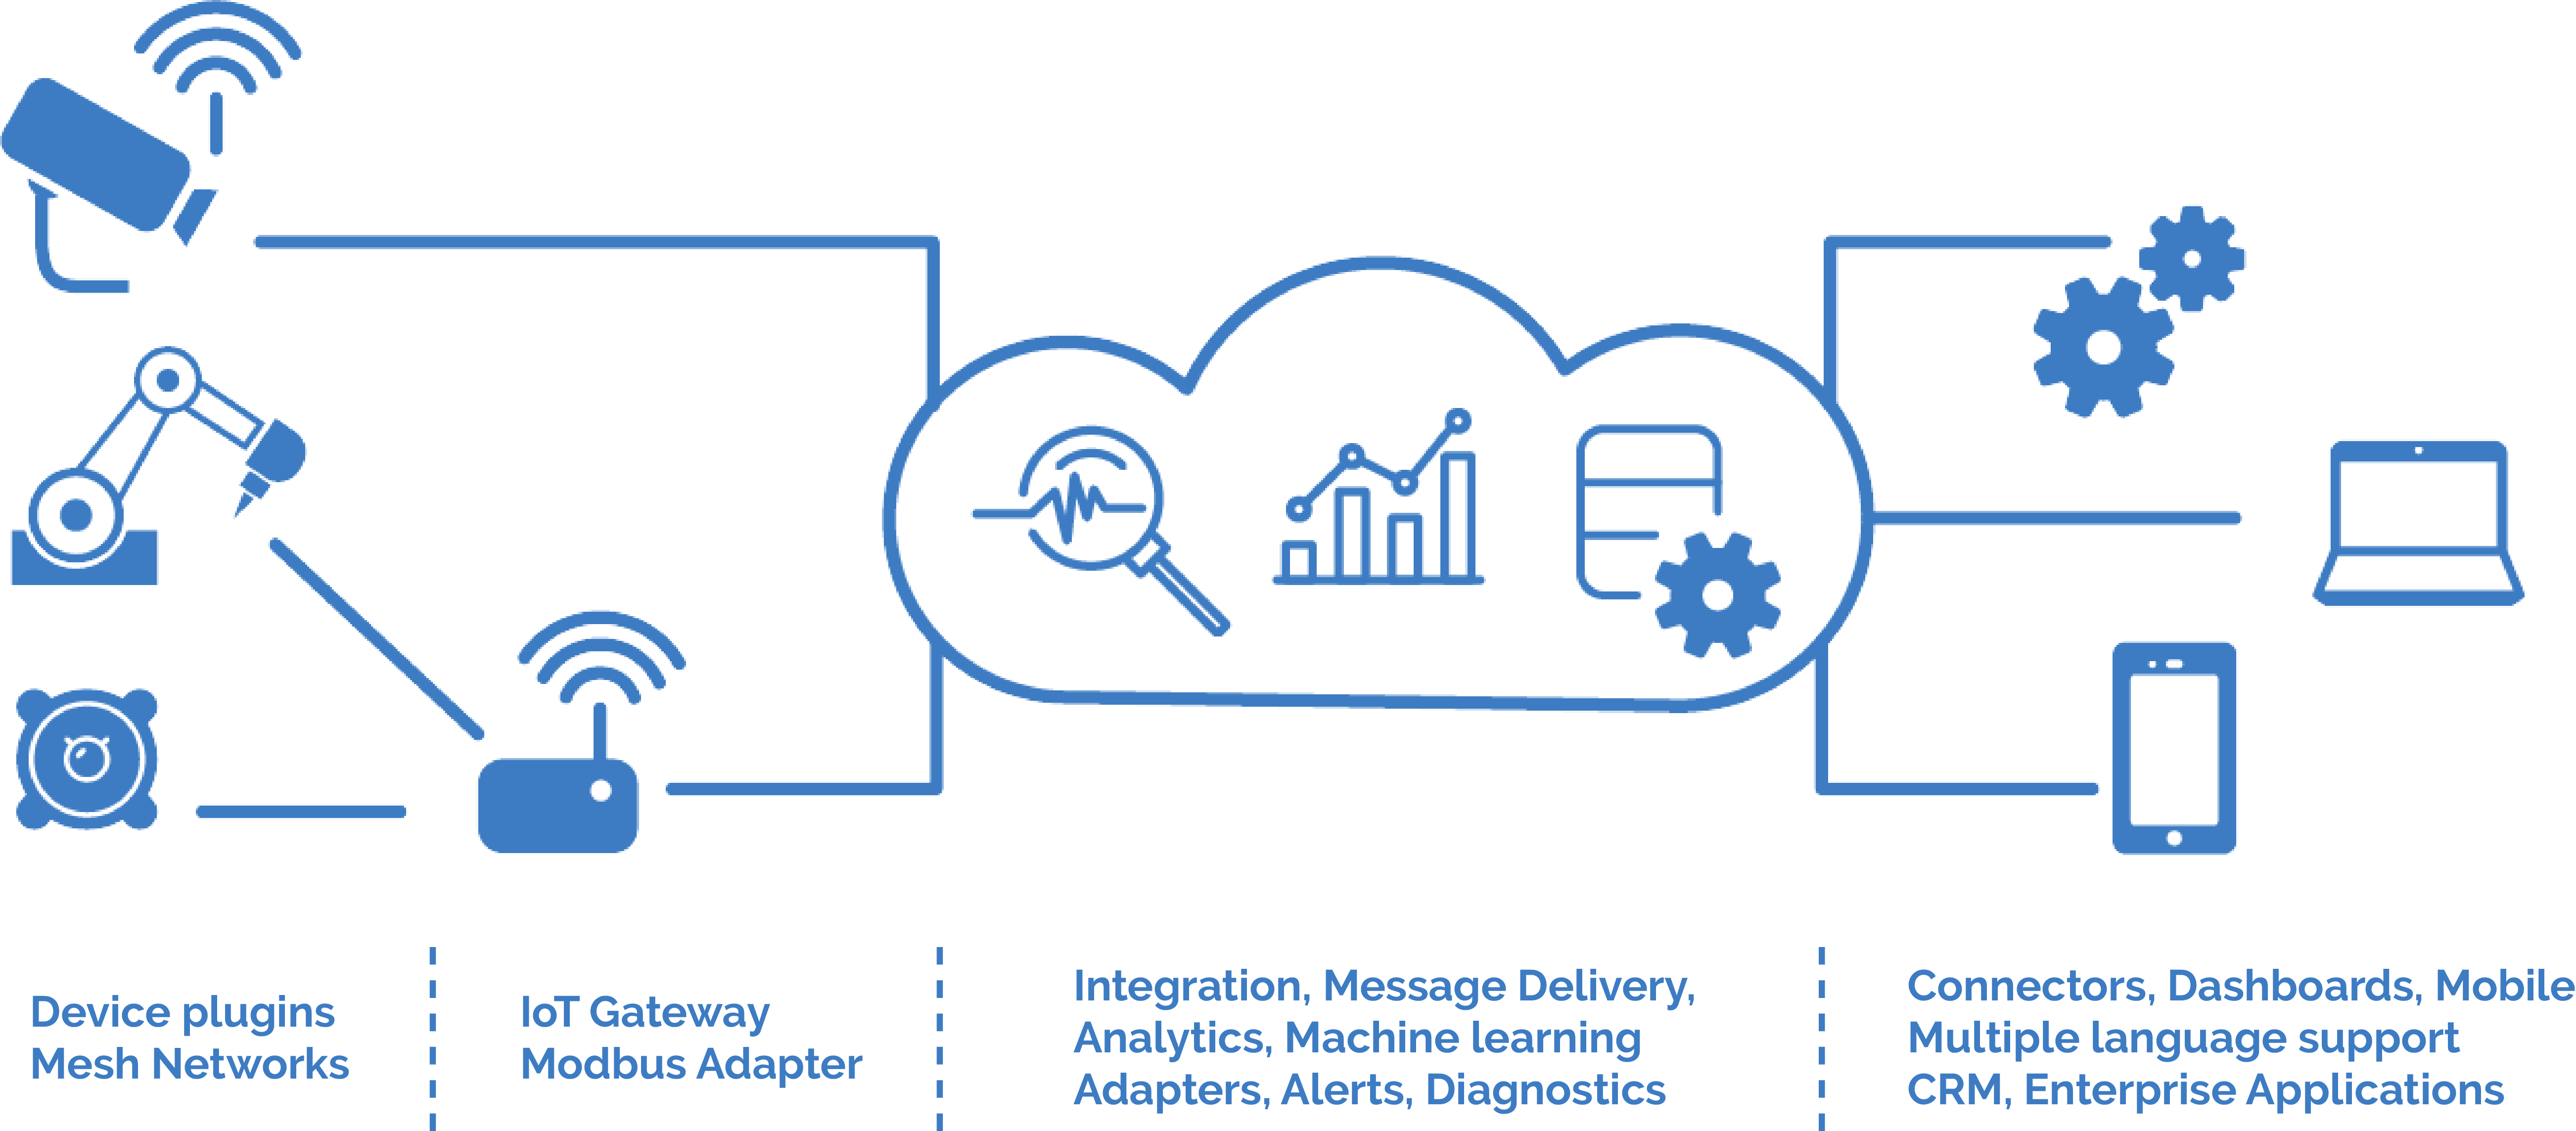 Device plugins
Mesh Networks
IoT Gateway
Modbus Adapter
Integration, Message Delivery,
Analytics, Machine learning
Adapters, Alerts, Diagnostics
Connectors, Dashboards, Mobile
Multiple language support
CRM, Enterprise Applications